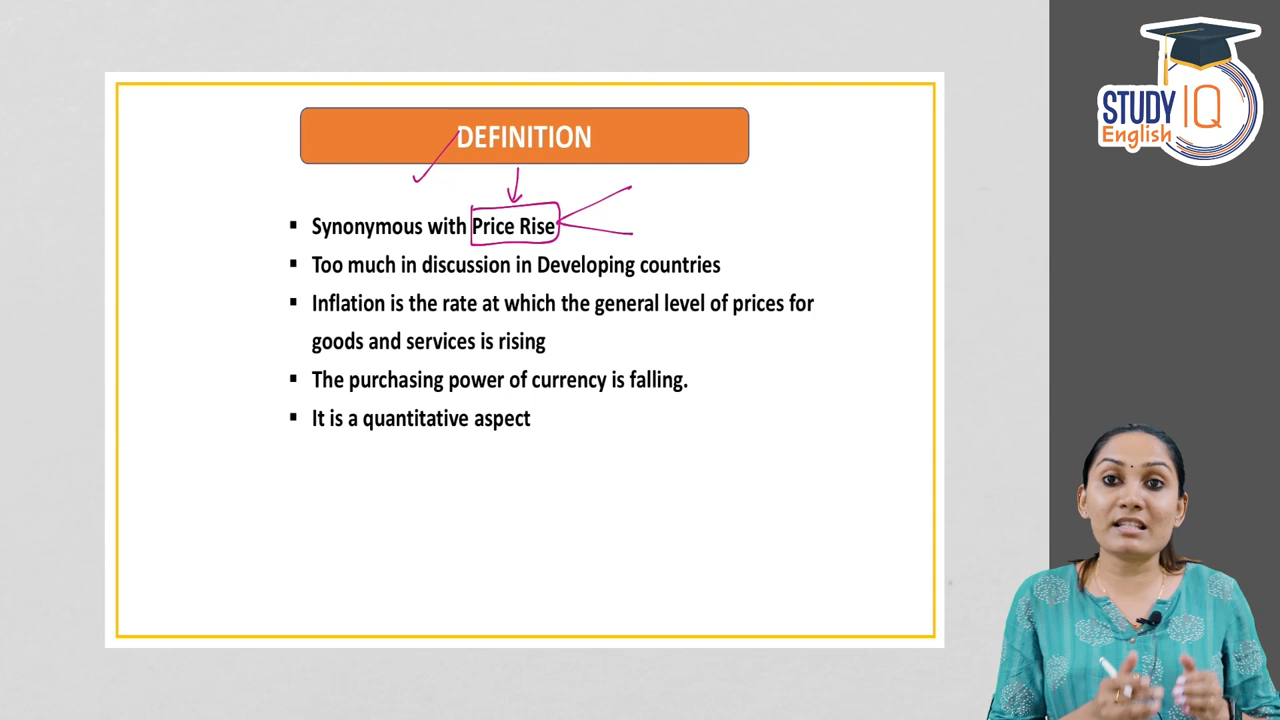 STUDY IQ
English
DEFINITION
▪ Synonymous with Price Rise
▪ Too much in discussion in Developing countries
▪ Inflation is the rate at which the general level of prices for
goods and services is rising
▪ The purchasing power of currency is falling.
▪ It is a quantitative aspect